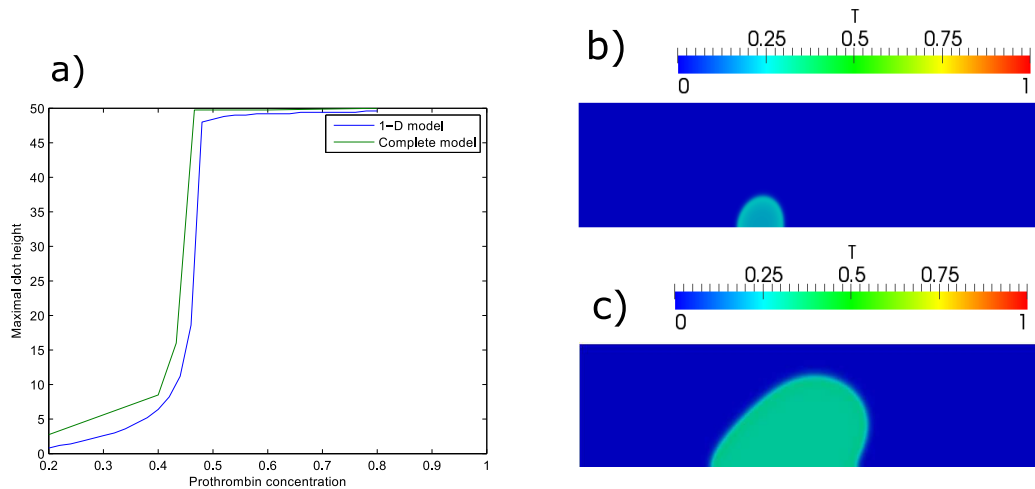 a)
50
45
40
35
30
25
20
15
10
5
0
0.2 0.3 0.4 0.5 0.6 0.7 0.8 0.9 1
Maximal clot height
Prothrombin concentration
1-D model
Complete model
b)
T
0.25 0.5 0.75
0 1
c)
T
0.25 0.5 0.75
0 1